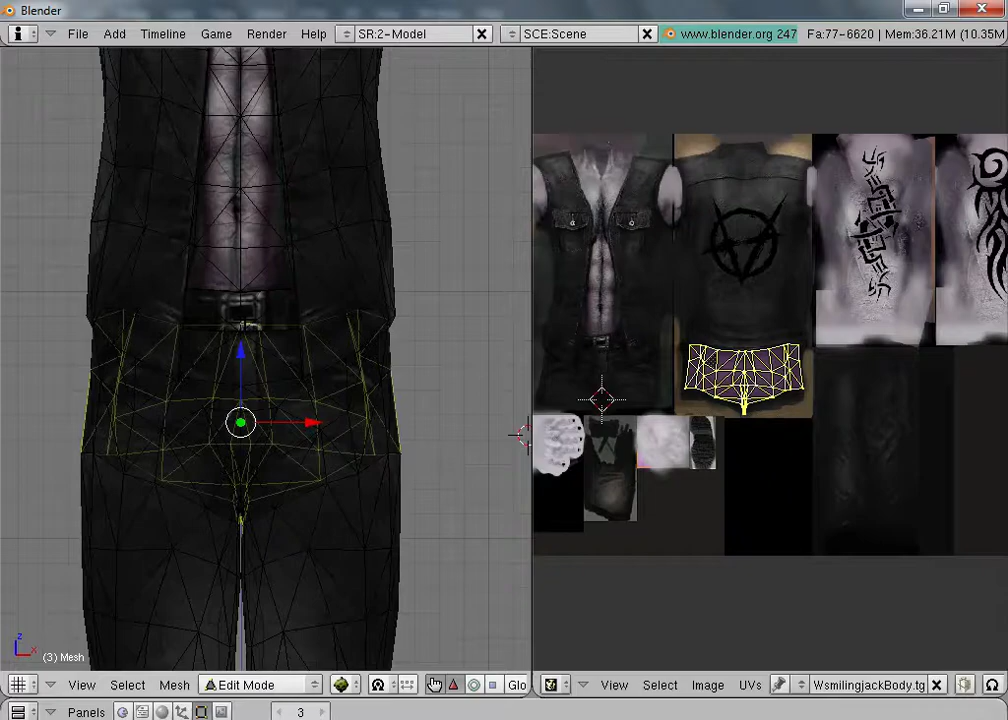 Blender
File Add Timeline Game Render Help SR:2-Model SCE:Scene www.blender.org 247 Fa:77-6620 | Mem:36.21M (10.35M
z
x
(3) Mesh
View Select Mesh Edit Mode Glo View Select Image UVs WsmilingjackBody.tg
Panels 3